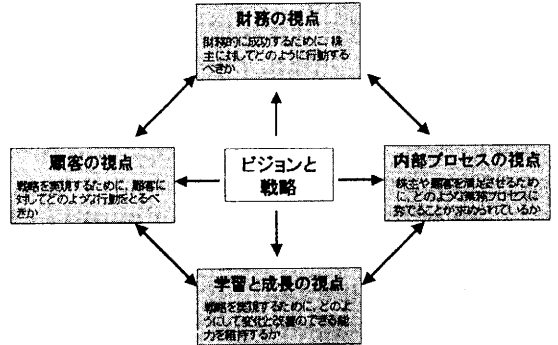 財務の視点
財務的に成功するために、株
主に対してどのように行動する
べきか
顧客の視点
戦略を実現するために、顧客に
対してどのような行動をとるべ
きか
ビジョンと
戦略
内部プロセスの視点
株主や顧客を満足させるため
に、どのような業務プロセスに
秀でることが求められているか
学習と成長の視点
戦略を実現するために、どのよ
うにして変化と改善のできる能
力を維持するか